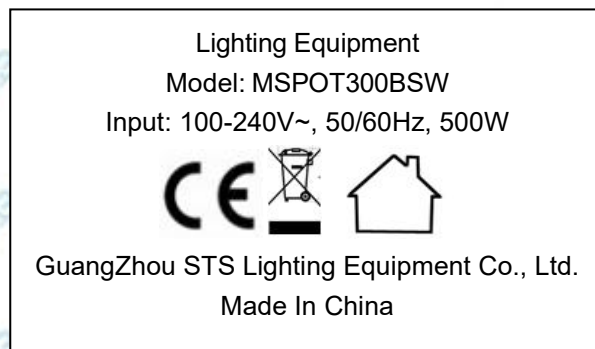 Lighting Equipment
Model: MSPOT300BSW
Input: 100-240V~, 50/60Hz, 500W
CE
GuangZhou STS Lighting Equipment Co., Ltd.
Made In China